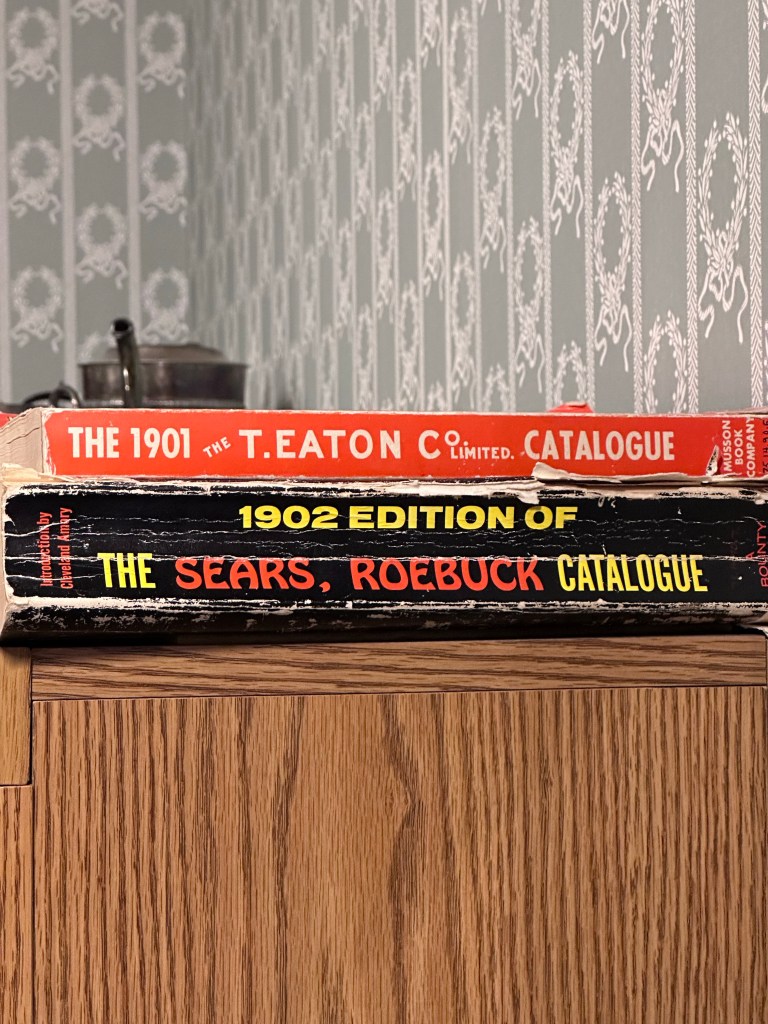 THE 1901 THE T. EATON CO. LIMITED. CATALOGUE
MUSSON
BOOK
COMPANY
Introduction by
Cleveland Amory
1902 EDITION OF
THE SEARS, ROEBUCK CATALOGUE
A
BOUNTY